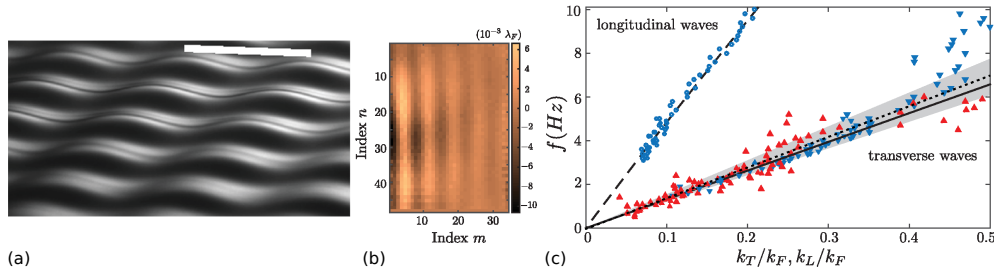 (10⁻³ λ_F)
6
4
2
0
−2
−4
−6
−8
−10
10
20
30
40
Index n
10
20
30
Index m
10
8
6
4
2
0
f (Hz)
longitudinal waves
transverse waves
0
0.1
0.2
0.3
0.4
0.5
k_T/k_F, k_L/k_F
(a)
(b)
(c)